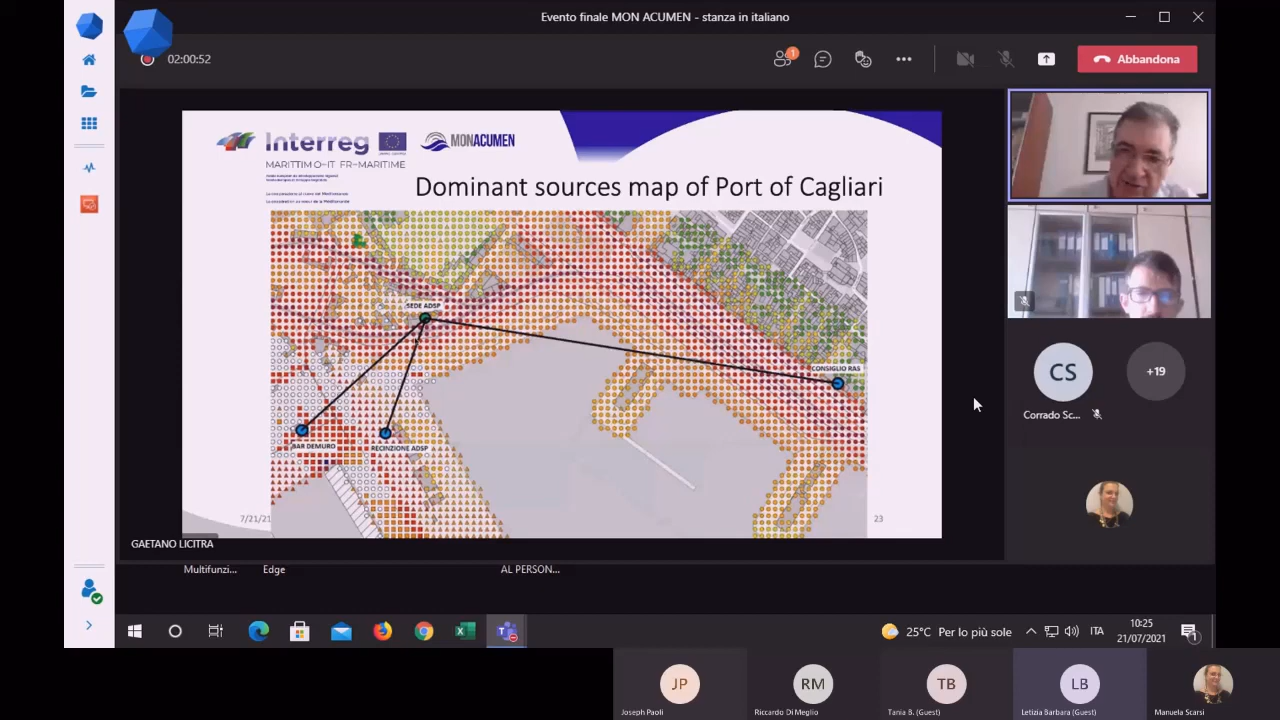 Evento finale MON ACUMEN - stanza in italiano
02:00:52
1
Abbandona
Interreg
MARITTIMO-IT FR-MARITIME
MONACUMEN
Dominant sources map of Port of Cagliari
SEDE ADSP
CONSIGLIO RAS
BAR DEMURO
RECINZIONE ADSP
7/21/21
23
GAETANO LICITRA
CS
+19
Corrado Sc...
Multifunzi...
Edge
AL PERSON...
25°C Per lo più sole
ITA
10:25
21/07/2021
1
JP
RM
TB
LB
Joseph Paoli
Riccardo Di Meglio
Tania B. (Guest)
Letizia Barbara (Guest)
Manuela Scarsi